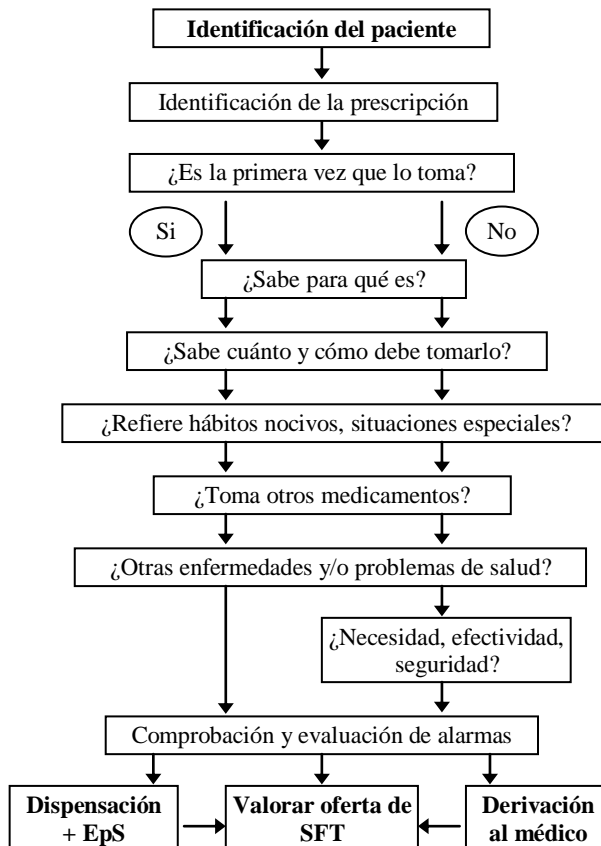 Identificación del paciente
Identificación de la prescripción
¿Es la primera vez que lo toma?
Si
No
¿Sabe para qué es?
¿Sabe cuánto y cómo debe tomarlo?
¿Refiere hábitos nocivos, situaciones especiales?
¿Toma otros medicamentos?
¿Otras enfermedades y/o problemas de salud?
¿Necesidad, efectividad,
seguridad?
Comprobación y evaluación de alarmas
Dispensación
+ EpS
Valorar oferta de
SFT
Derivación
al médico